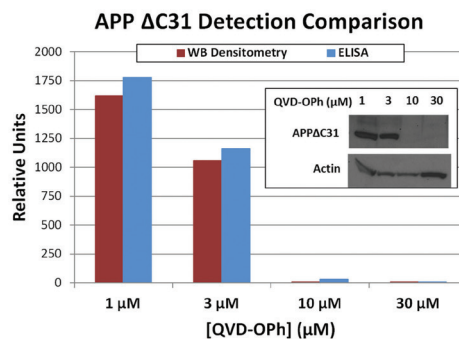 APP ΔC31 Detection Comparison
WB Densitometry ELISA
Relative Units
2000
1750
1500
1250
1000
750
500
250
0
QVD-OPh (µM) 1 3 10 30
APPΔC31
Actin
1 µM 3 µM 10 µM 30 µM
[QVD-OPh] (µM)